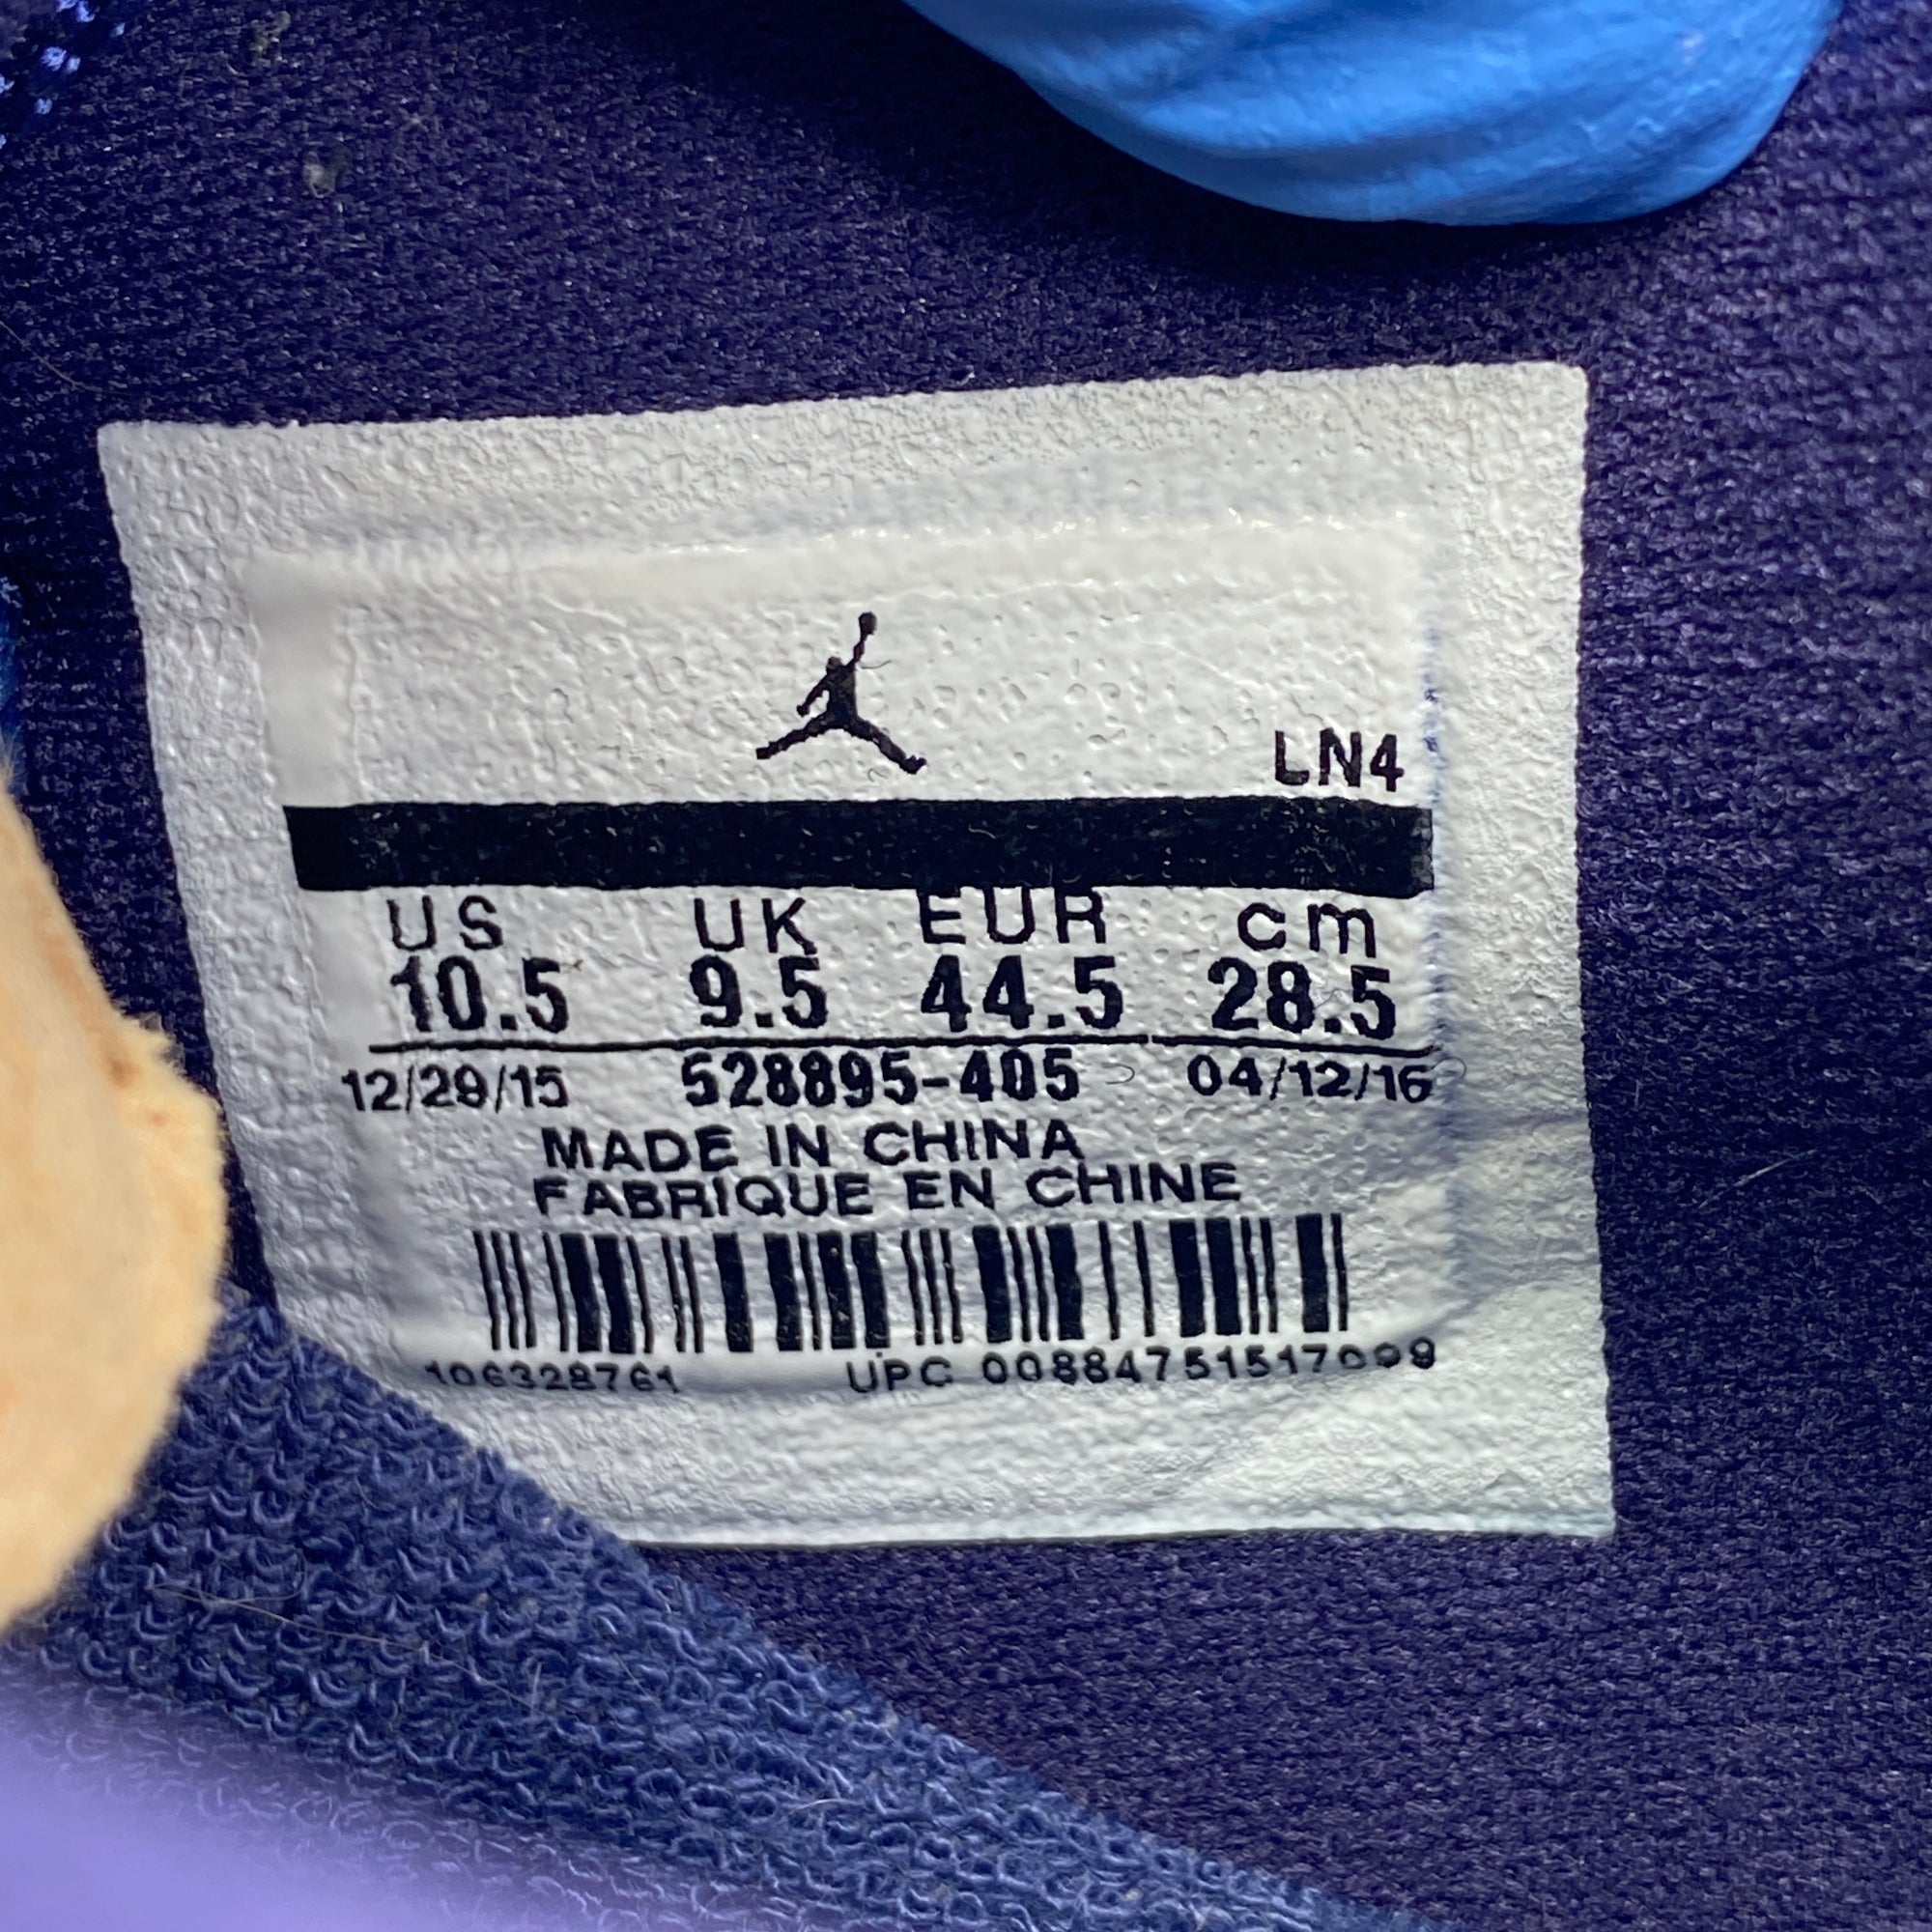 LN4
US UK EUR cm
10.5 9.5 44.5 28.5
12/29/15 528895-405 04/12/16
MADE IN CHINA
FABRIQUE EN CHINE
106328761 UPC 00884751517099